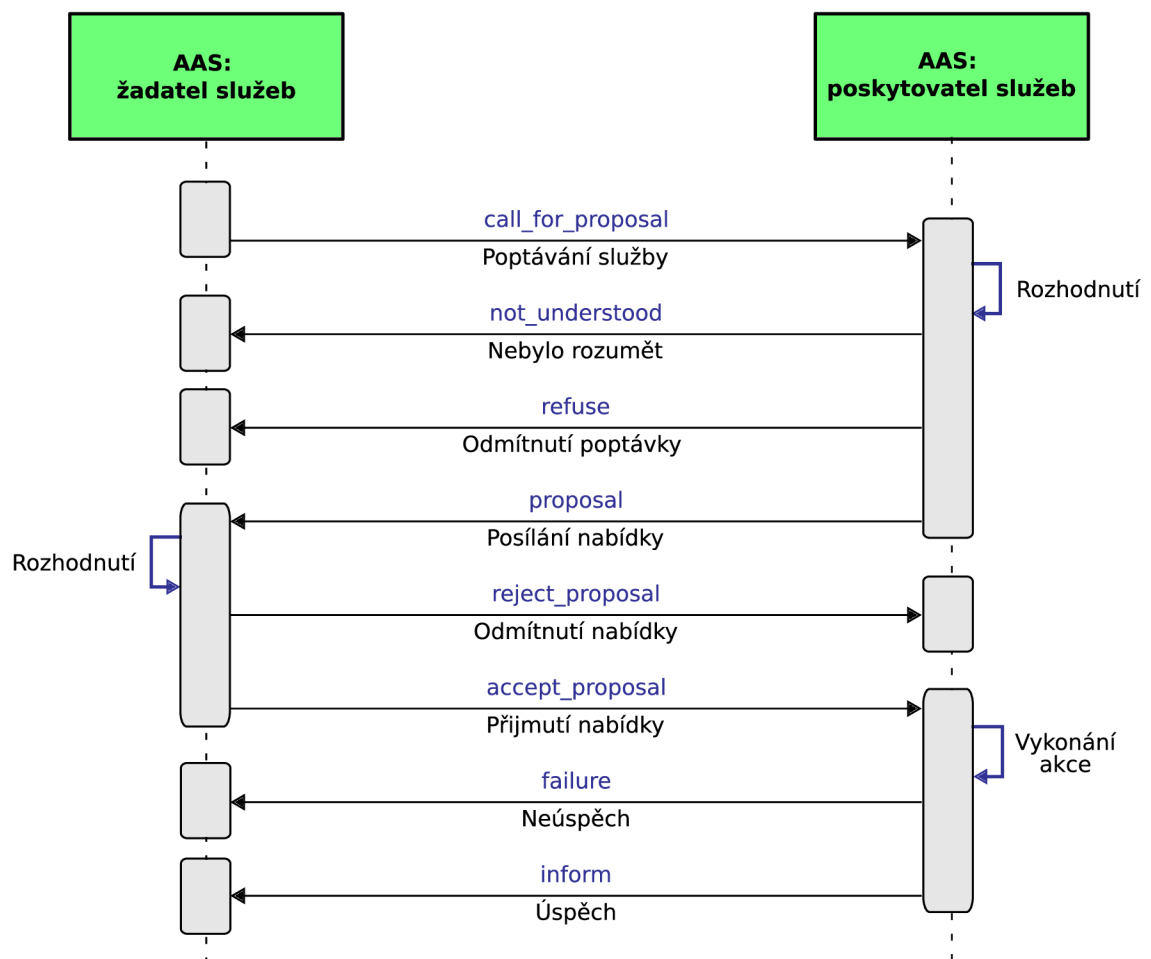 AAS:
žadatel služeb
AAS:
poskytovatel služeb
call_for_proposal
Poptávání služby
Rozhodnutí
not_understood
Nebylo rozumět
refuse
Odmítnutí poptávky
proposal
Posílání nabídky
Rozhodnutí
reject_proposal
Odmítnutí nabídky
accept_proposal
Přijmutí nabídky
Vykonání
akce
failure
Neúspěch
inform
Úspěch